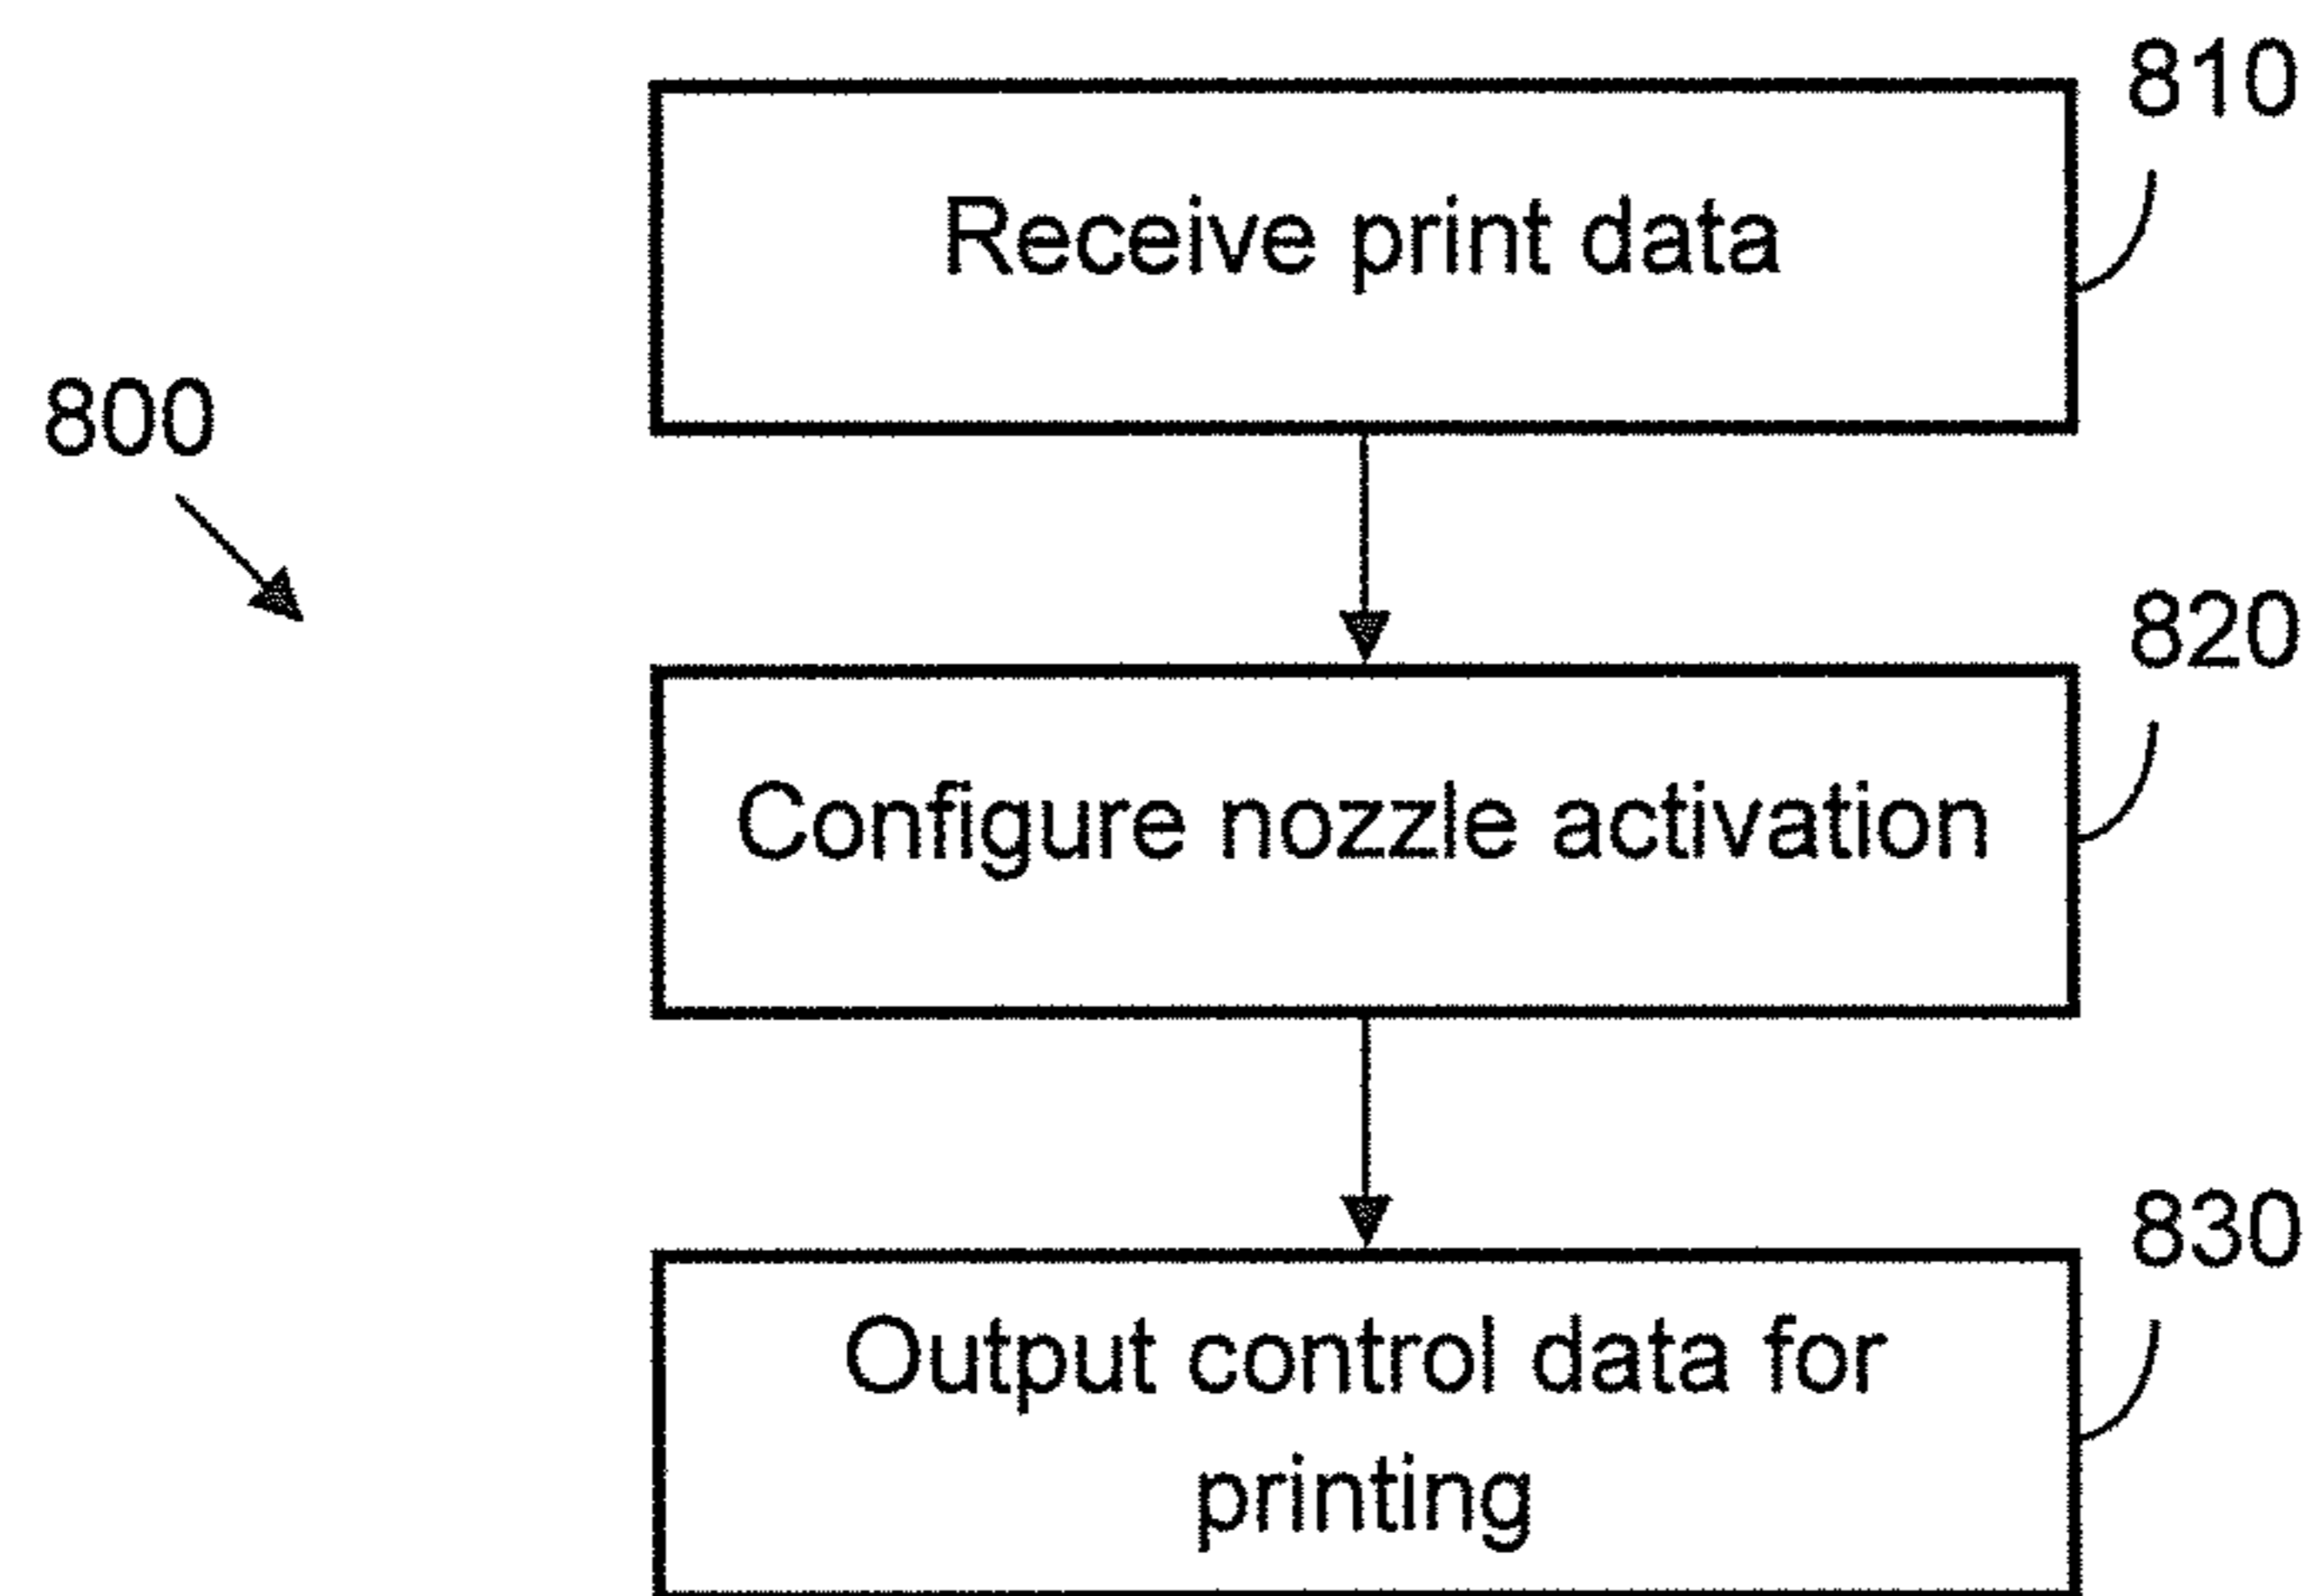 810
Receive print data
800
820
Configure nozzle activation
830
Output control data for
printing